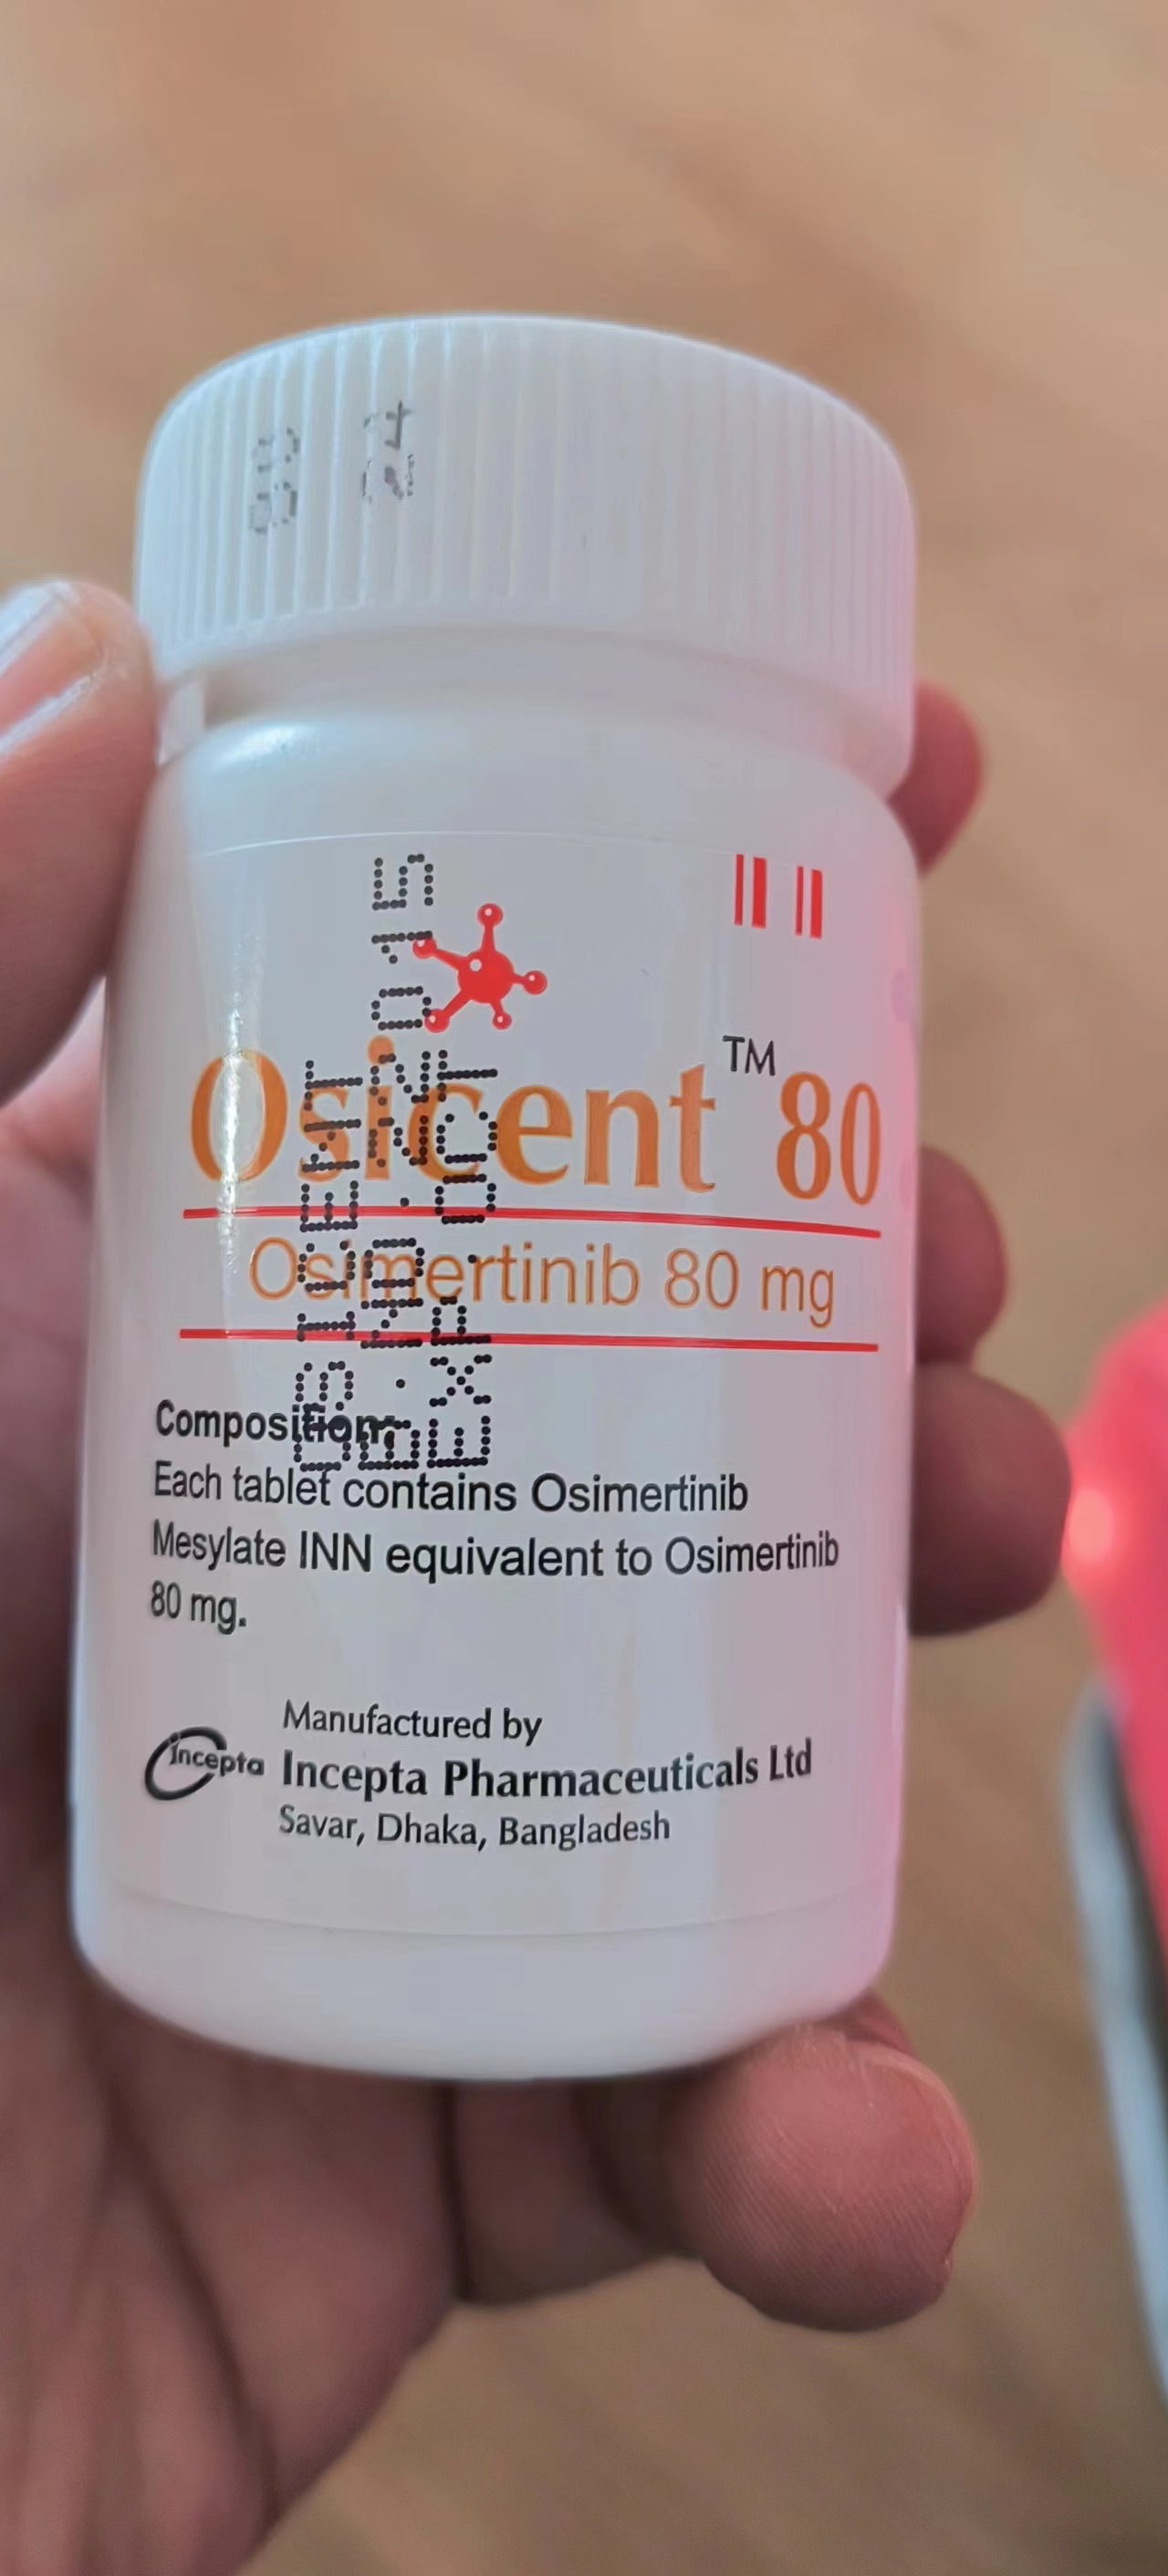 Osicent™ 80
Osimertinib 80 mg
Composition:
Each tablet contains Osimertinib
Mesylate INN equivalent to Osimertinib
80 mg.
Manufactured by
Incepta
Incepta Pharmaceuticals Ltd
Savar, Dhaka, Bangladesh